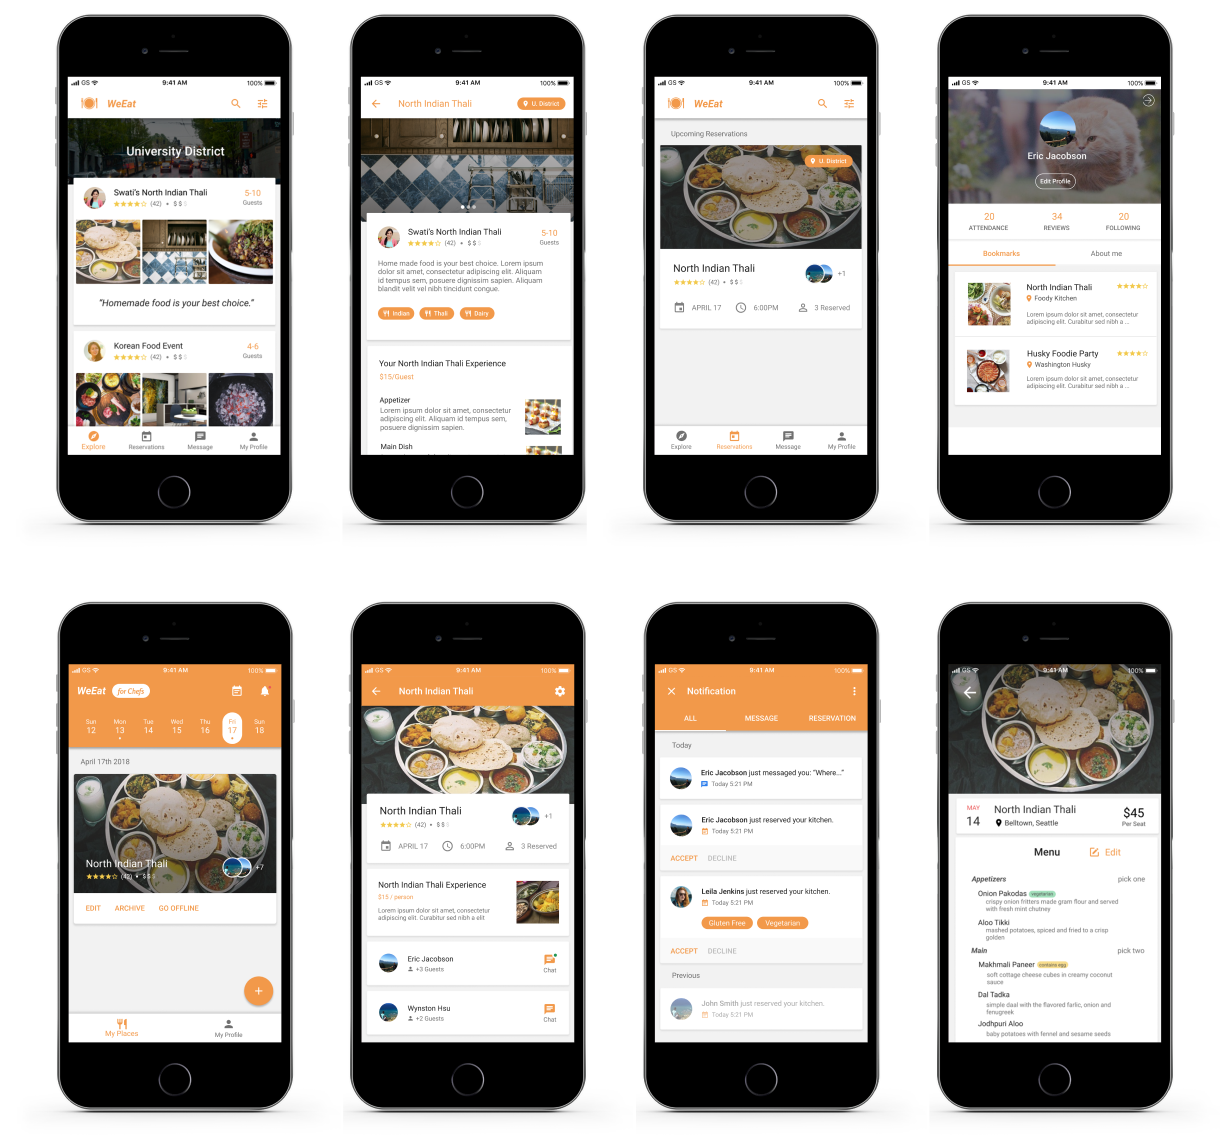 GS 9:41 AM 100%
WeEat
University District
Swati's North Indian Thali 5-10
(42) • $$$ Guests
"Homemade food is your best choice."
Korean Food Event 4-6
(42) • $$$ Guests
Explore Reservations Message My Profile
GS 9:41 AM 100%
North Indian Thali U. District
Swati's North Indian Thali 5-10
(42) • $$$ Guests
Home made food is your best choice. Lorem ipsum
dolor sit amet, consectetur adipiscing elit. Aliquam
id tempus sem, posuere dignissim sapien. Aliquam
blandit velit vel nibh tincidunt congue.
Indian Thali Dairy
Your North Indian Thali Experience
$15/Guest
Appetizer
Lorem ipsum dolor sit amet, consectetur
adipiscing elit. Aliquam id tempus sem,
posuere dignissim sapien.
Main Dish
GS 9:41 AM 100%
WeEat
Upcoming Reservations
U. District
North Indian Thali +1
(42) • $$$
APRIL 17 6:00PM 3 Reserved
Explore Reservations Message My Profile
GS 9:41 AM 100%
Eric Jacobson
Edit Profile
20 34 20
ATTENDANCE REVIEWS FOLLOWING
Bookmarks About me
North Indian Thali
Foody Kitchen
Lorem ipsum dolor sit amet, consectetur
adipiscing elit. Curabitur sed nibh a ...
Husky Foodie Party
Washington Husky
Lorem ipsum dolor sit amet, consectetur
adipiscing elit. Curabitur sed nibh a ...
GS 9:41 AM 100%
WeEat for Chefs
Sun Mon Tue Wed Thu Fri Sun
12 13 14 15 16 17 18
April 17th 2018
North Indian Thali
(42) • $$$ +7
EDIT ARCHIVE GO OFFLINE
+
My Places My Profile
GS 9:41 AM 100%
North Indian Thali
North Indian Thali +1
(42) • $$$
APRIL 17 6:00PM 3 Reserved
North Indian Thali Experience
$15 / person
Lorem ipsum dolor sit amet, consectetur
adipiscing elit. Curabitur sed nibh a elit
Eric Jacobson
+3 Guests Chat
Wynston Hsu
+2 Guests Chat
GS 9:41 AM 100%
Notification
ALL MESSAGE RESERVATION
Today
Eric Jacobson just messaged you: "Where..."
Today 5:21 PM
Eric Jacobson just reserved your kitchen.
Today 5:21 PM
ACCEPT DECLINE
Leila Jenkins just reserved your kitchen.
Today 5:21 PM
Gluten Free Vegetarian
ACCEPT DECLINE
Previous
John Smith just reserved your kitchen.
Today 5:21 PM
GS 9:41 AM 100%
MAY North Indian Thali $45
14 Belltown, Seattle Per Seat
Menu Edit
Appetizers pick one
Onion Pakodas vegetarian
crispy onion fritters made gram flour and served
with fresh mint chutney
Aloo Tikki
mashed potatoes, spiced and fried to a crisp
golden
Main pick two
Makhmali Paneer contains egg
soft cottage cheese cubes in creamy coconut
sauce
Dal Tadka
simple daal with the flavored farlic, onion and
fenugreek
Jodhpuri Aloo
baby potatoes with fennel and sesame seeds